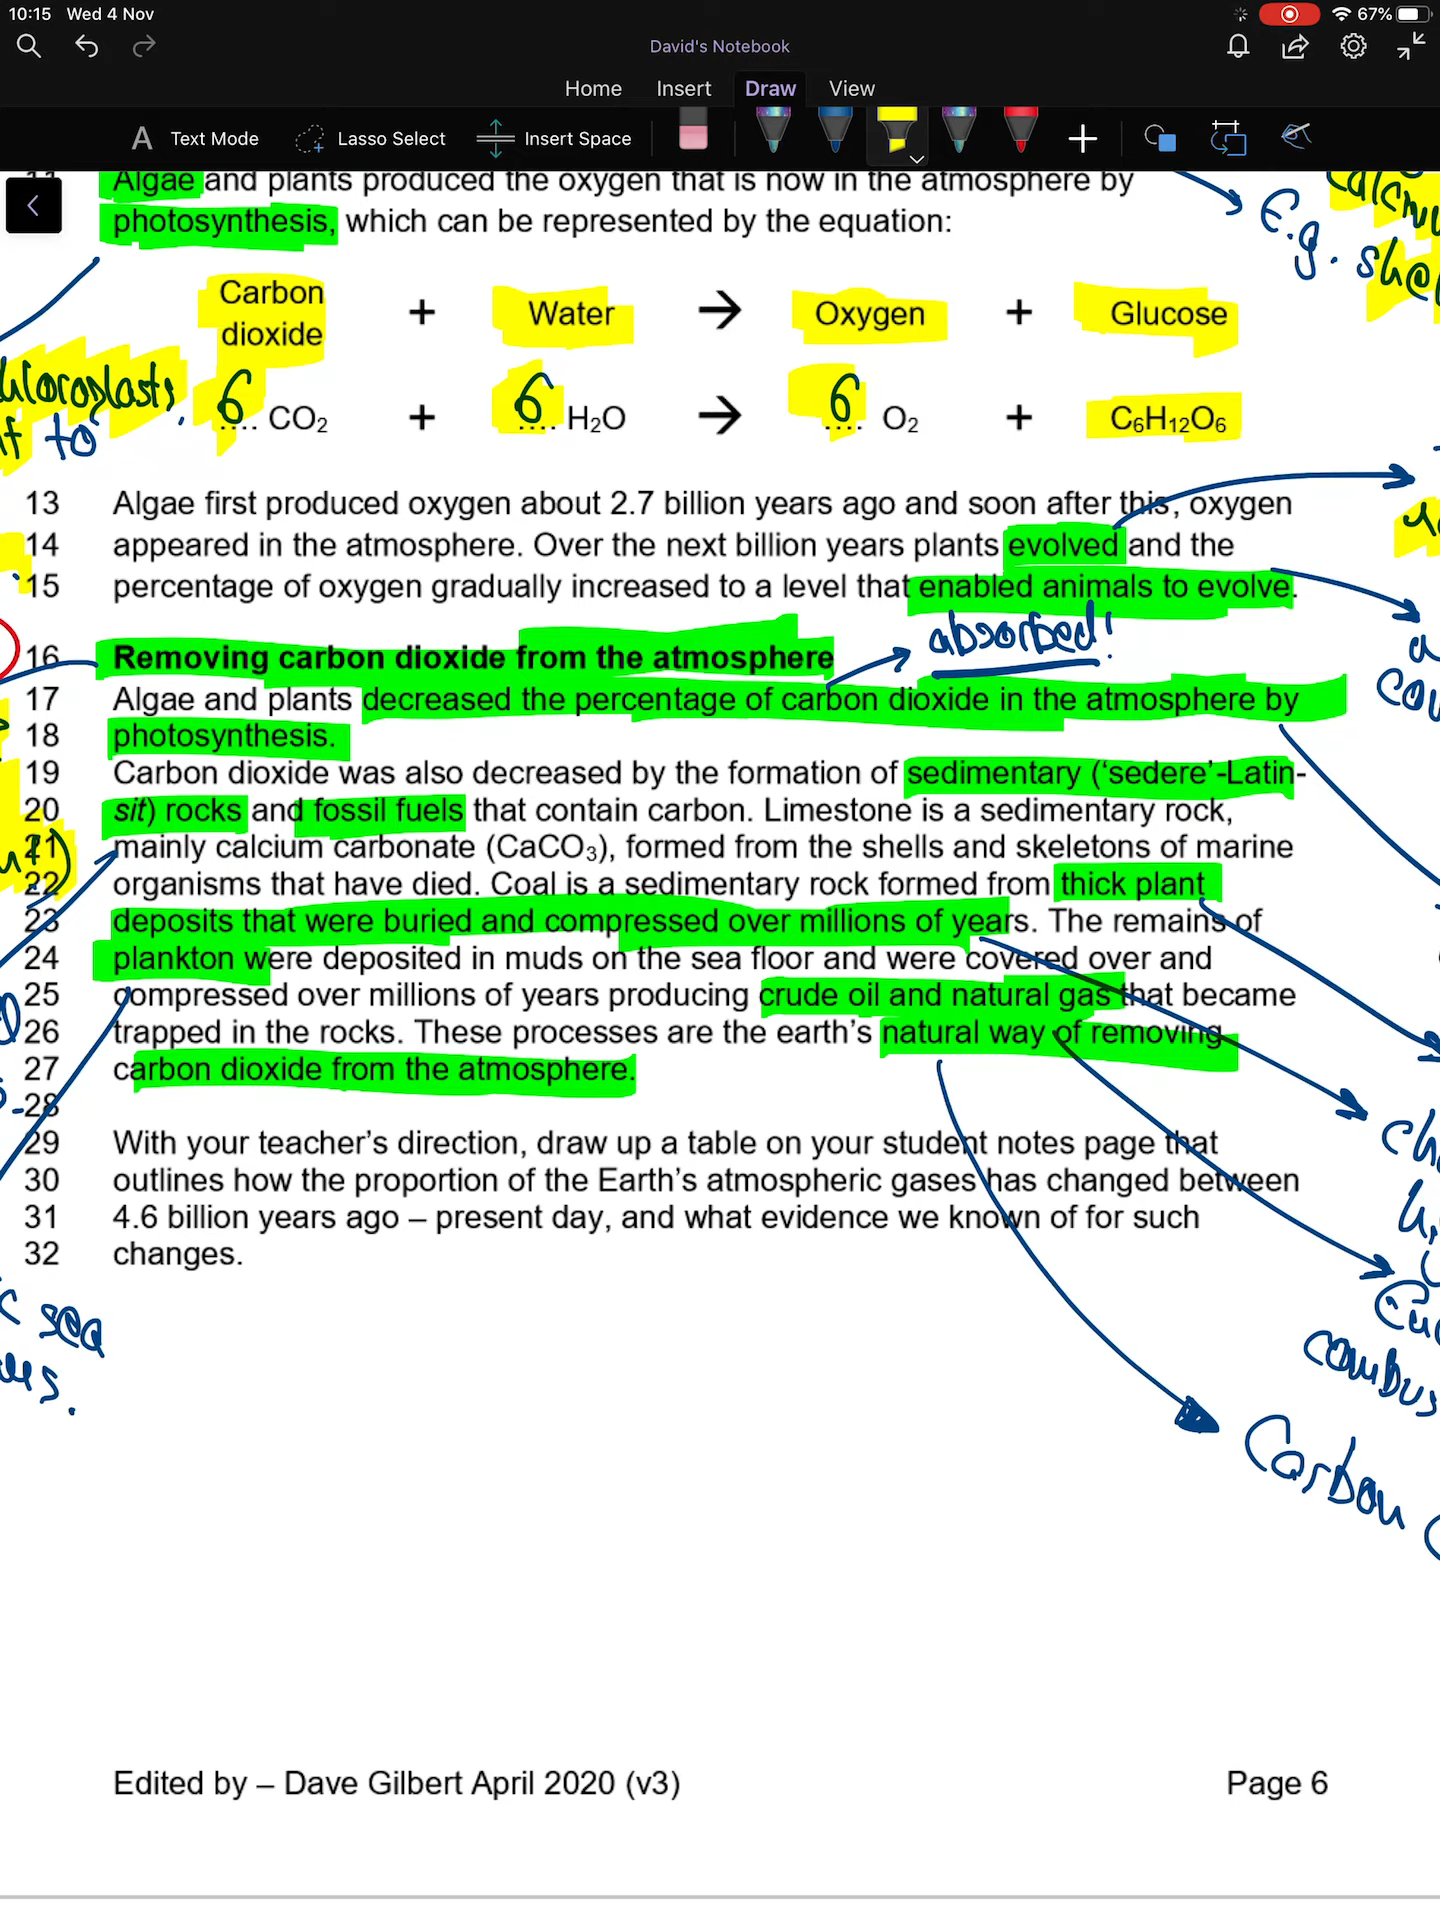 10:15 Wed 4 Nov
67%
David's Notebook
Home Insert Draw View
Text Mode Lasso Select Insert Space
11 Algae and plants produced the oxygen that is now in the atmosphere by
photosynthesis, which can be represented by the equation:
E.g.
Carbon
dioxide + Water → Oxygen + Glucose
hloroplasts.
6 CO₂ + 6 H₂O → 6 O₂ + C₆H₁₂O₆
to
13 Algae first produced oxygen about 2.7 billion years ago and soon after this, oxygen
14 appeared in the atmosphere. Over the next billion years plants evolved and the
15 percentage of oxygen gradually increased to a level that enabled animals to evolve.
absorbed!
16 Removing carbon dioxide from the atmosphere
17 Algae and plants decreased the percentage of carbon dioxide in the atmosphere by
18 photosynthesis.
19 Carbon dioxide was also decreased by the formation of sedimentary (‘sedere’-Latin-
20 sit) rocks and fossil fuels that contain carbon. Limestone is a sedimentary rock,
21 mainly calcium carbonate (CaCO₃), formed from the shells and skeletons of marine
22 organisms that have died. Coal is a sedimentary rock formed from thick plant
23 deposits that were buried and compressed over millions of years. The remains of
24 plankton were deposited in muds on the sea floor and were covered over and
25 compressed over millions of years producing crude oil and natural gas that became
26 trapped in the rocks. These processes are the earth’s natural way of removing
27 carbon dioxide from the atmosphere.
28
29 With your teacher’s direction, draw up a table on your student notes page that
30 outlines how the proportion of the Earth’s atmospheric gases has changed between
31 4.6 billion years ago – present day, and what evidence we known of for such
32 changes.
sea
combus
Carbon
Edited by – Dave Gilbert April 2020 (v3) Page 6